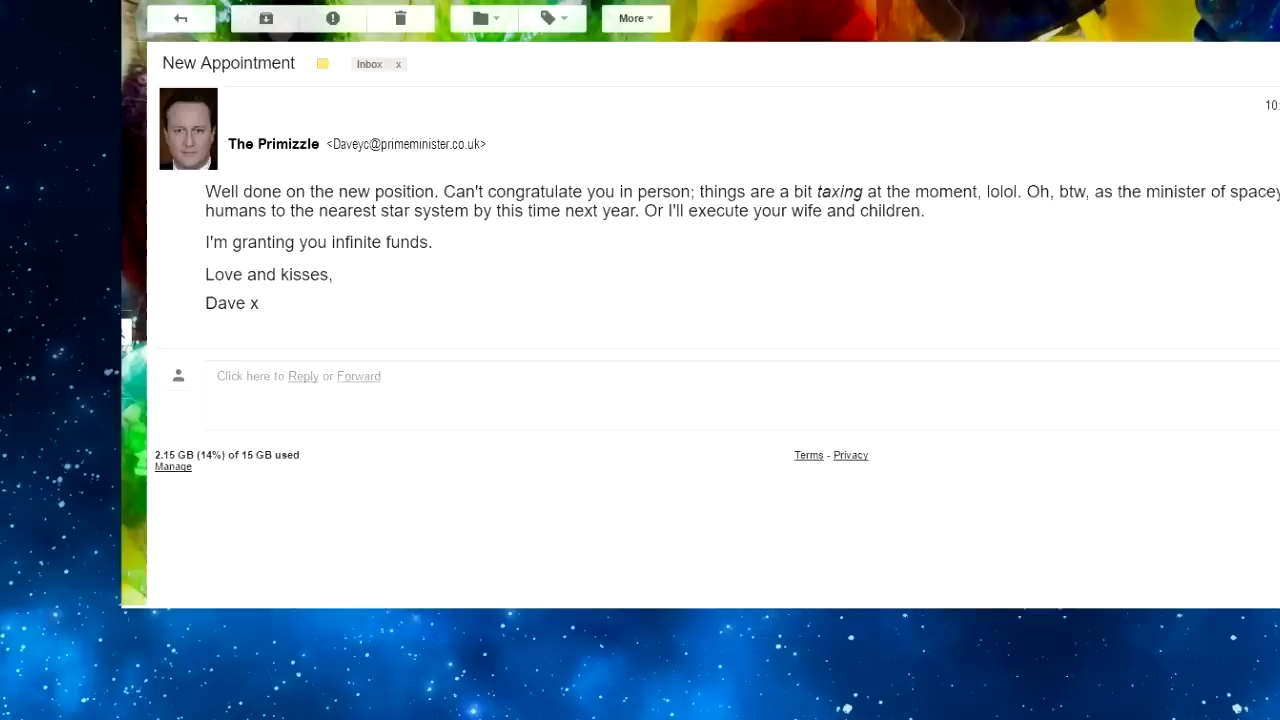 More
New Appointment
Inbox x
10:
The Primizzle <Daveyc@primeminister.co.uk>
Well done on the new position. Can't congratulate you in person; things are a bit taxing at the moment, lolol. Oh, btw, as the minister of spacey
humans to the nearest star system by this time next year. Or I'll execute your wife and children.
I'm granting you infinite funds.
Love and kisses,
Dave x
Click here to Reply or Forward
2.15 GB (14%) of 15 GB used
Manage
Terms - Privacy